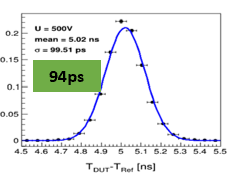 U = 500V
mean = 5.02 ns
σ = 99.51 ps
94ps
0.2
0.15
0.1
0.05
0
4.5 4.6 4.7 4.8 4.9 5 5.1 5.2 5.3 5.4 5.5
T_DUT-T_Ref [ns]